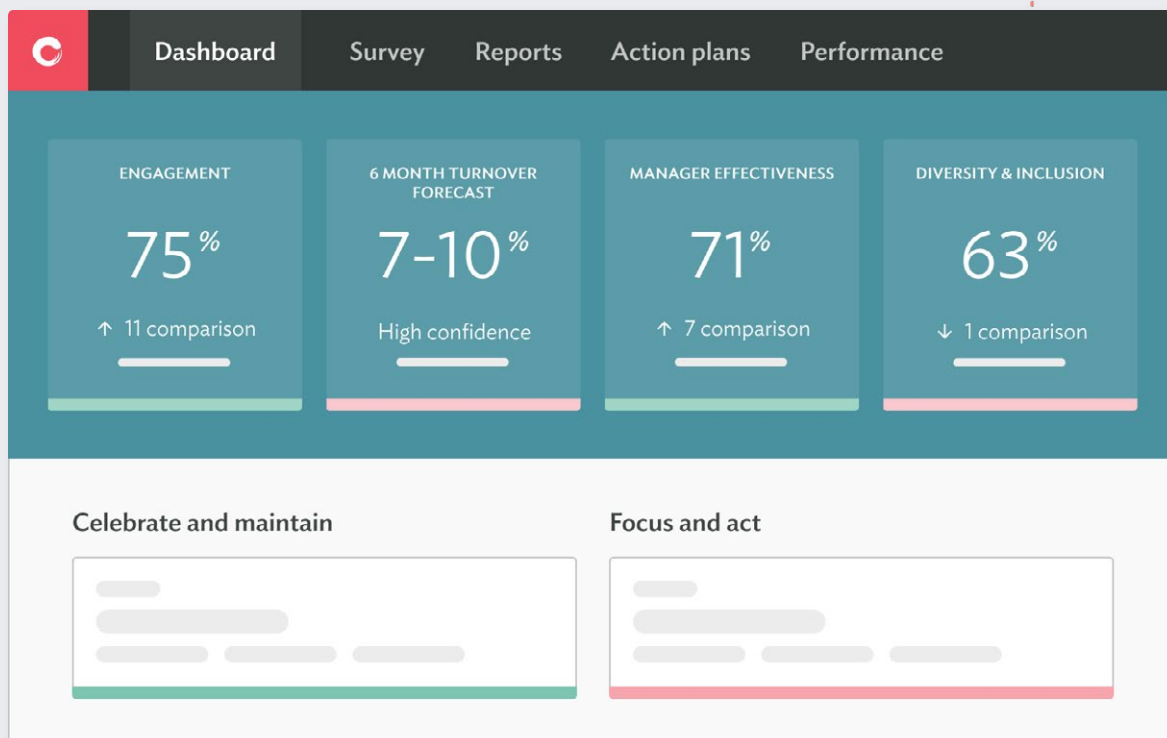 Dashboard Survey Reports Action plans Performance
ENGAGEMENT
75%
↑ 11 comparison
6 MONTH TURNOVER
FORECAST
7-10%
High confidence
MANAGER EFFECTIVENESS
71%
↑ 7 comparison
DIVERSITY & INCLUSION
63%
↓ 1 comparison
Celebrate and maintain
Focus and act